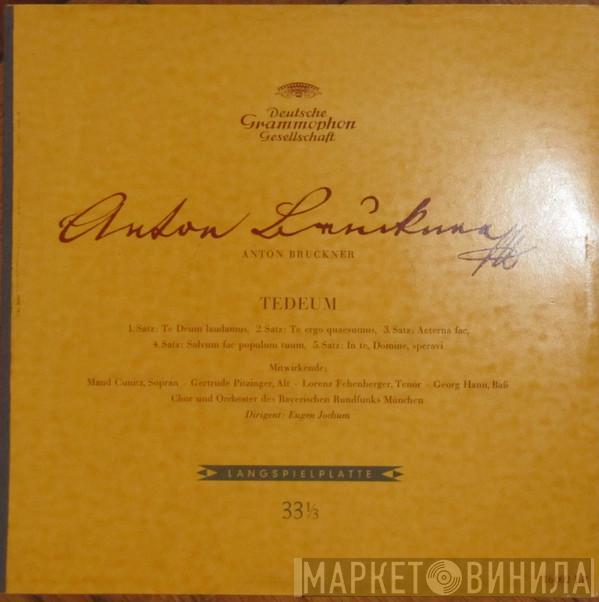 Deutsche
Grammophon
Gesellschaft
Anton Bruckner
ANTON BRUCKNER
TEDEUM
1. Satz: Te Deum laudamus, 2. Satz: Te ergo quaesumus, 3. Satz: Aeterna fac,
4. Satz: Salvum fac populum tuum, 5. Satz: In te, Domine, speravi
Mitwirkende:
Maud Cunitz, Sopran - Gertrude Pitzinger, Alt - Lorenz Fehenberger, Tenor - Georg Hann, Baß
Chor und Orchester des Bayerischen Rundfunks München
Dirigent: Eugen Jochum
LANGSPIELPLATTE
33 1/3
МАРКЕТ ВИНИЛА